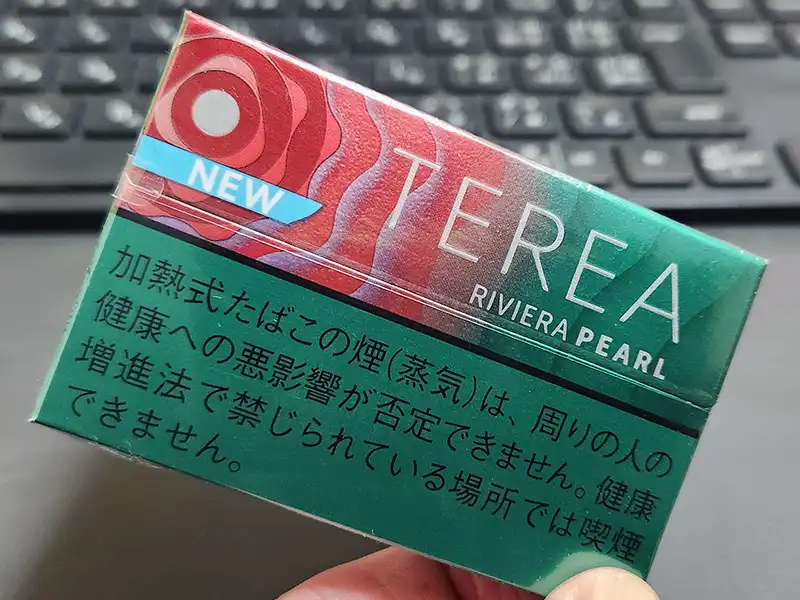 NEW
TEREA
RIVIERA PEARL
加熱式たばこの煙(蒸気)は、周りの人の
健康への悪影響が否定できません。健康
増進法で禁じられている場所では喫煙
できません。